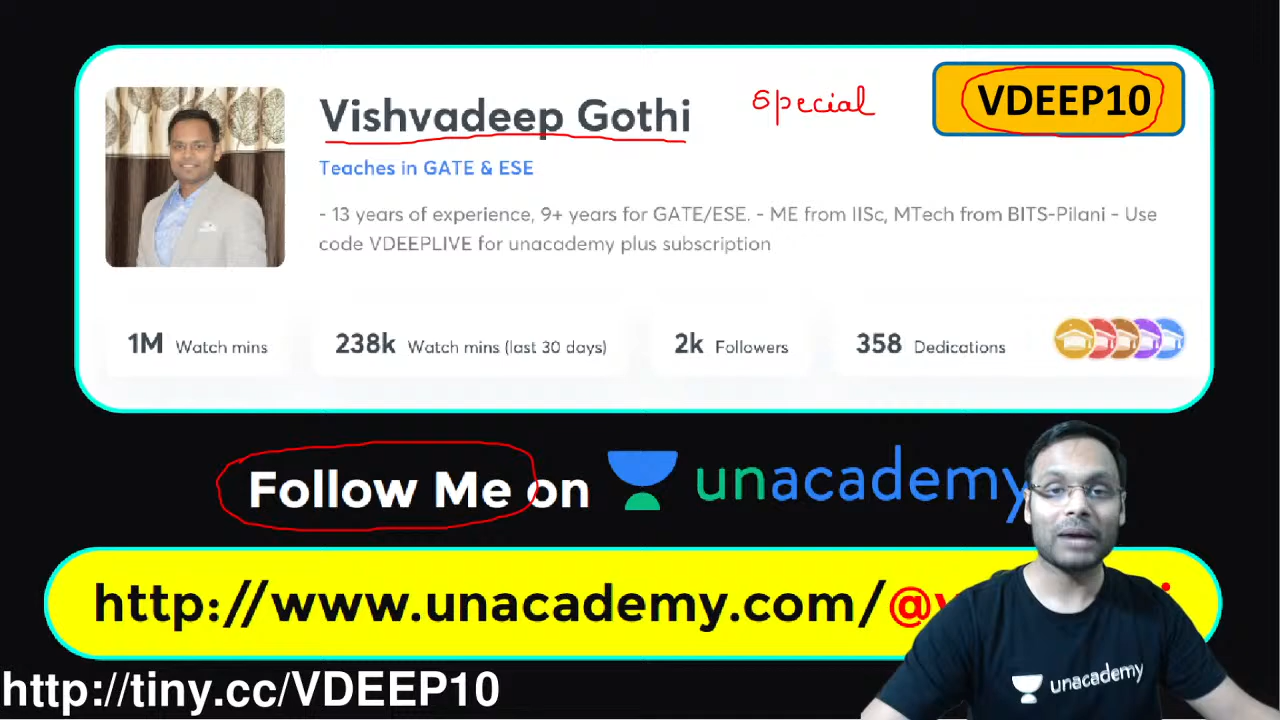 Vishvadeep Gothi
special
VDEEP10
Teaches in GATE & ESE
- 13 years of experience, 9+ years for GATE/ESE. - ME from IISc, MTech from BITS-Pilani - Use
code VDEEPLIVE for unacademy plus subscription
1M Watch mins
238k Watch mins (last 30 days)
2k Followers
358 Dedications
Follow Me on unacademy
http://www.unacademy.com/
unacademy
http://tiny.cc/VDEEP10